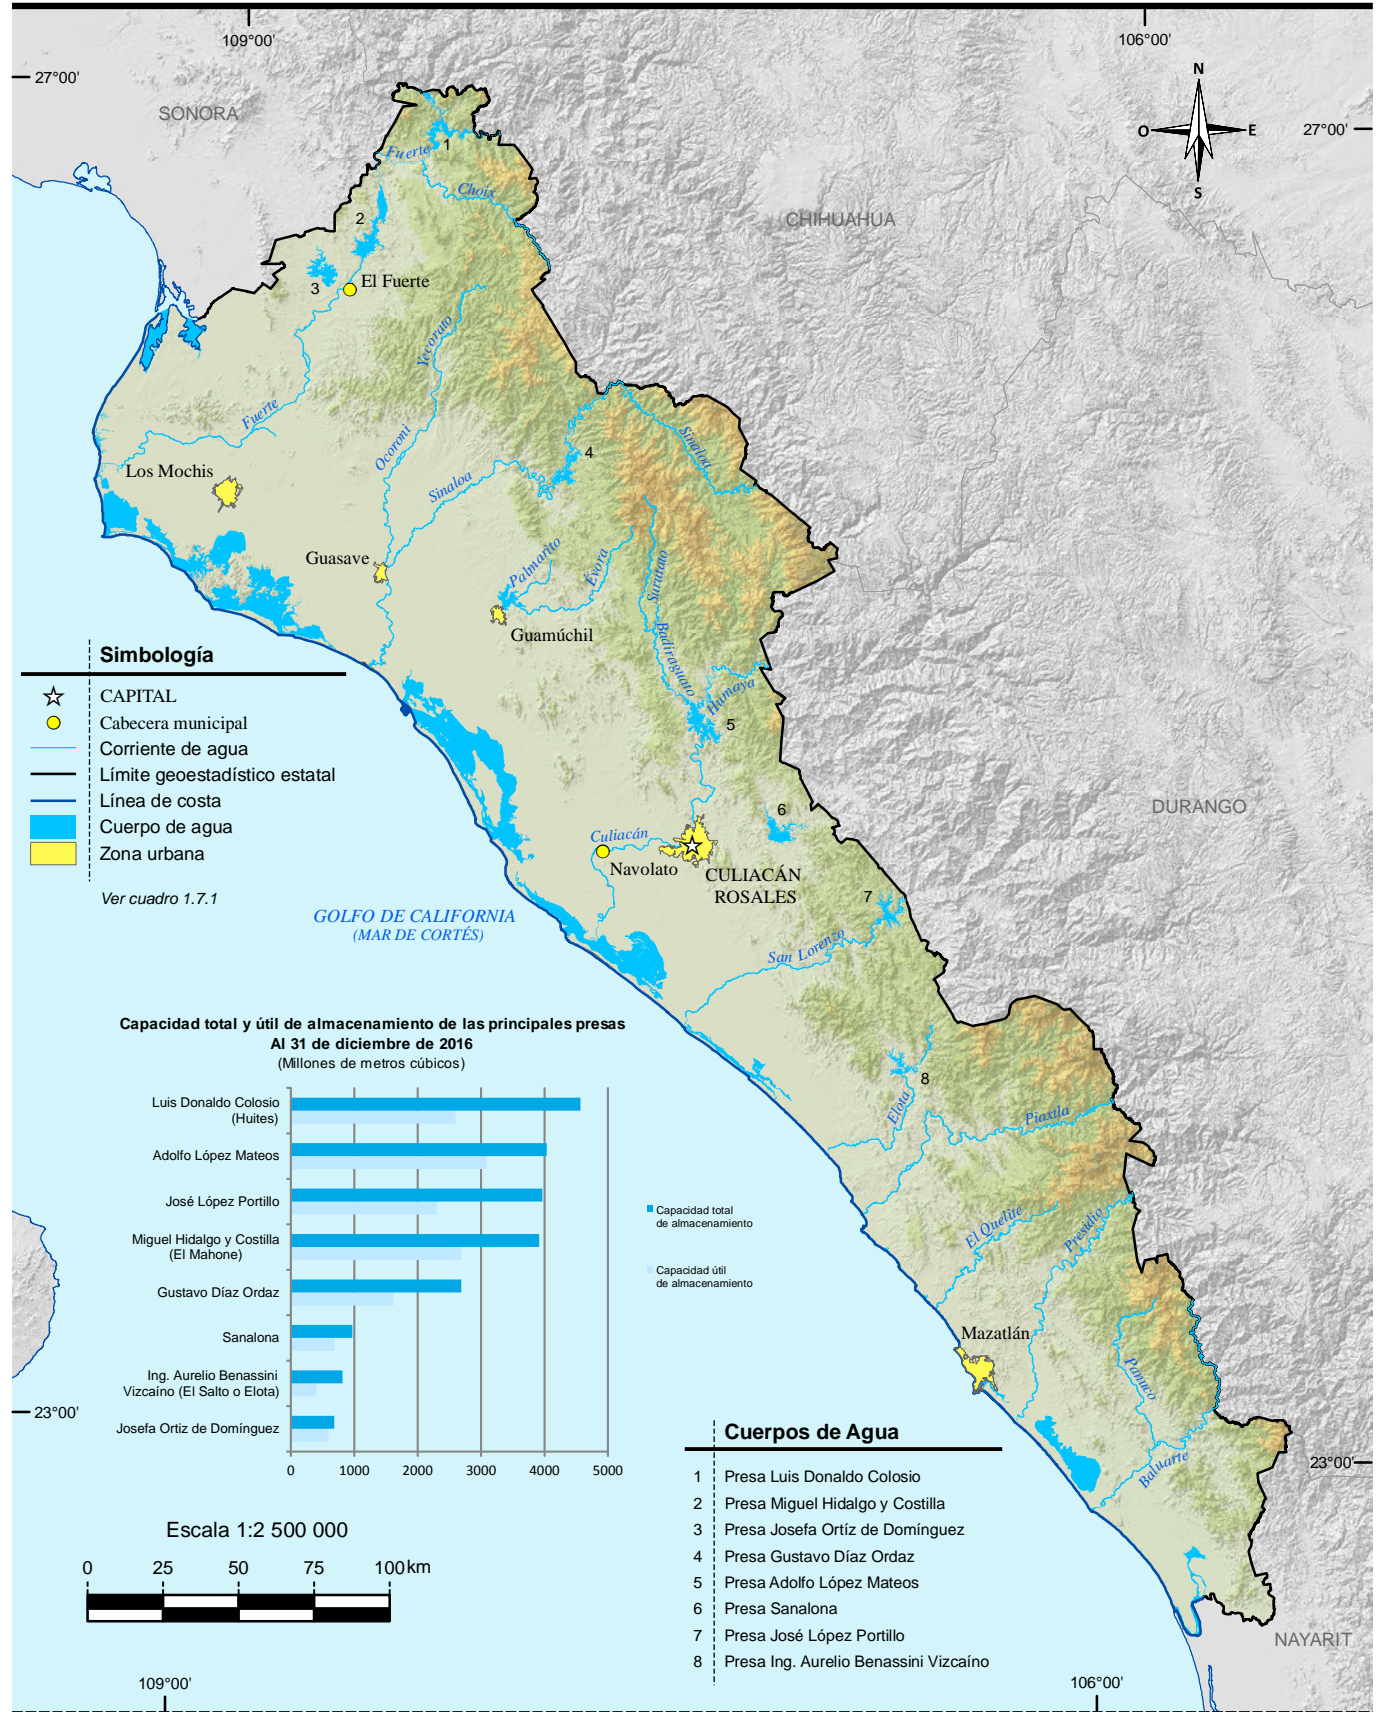 109°00'
106°00'
27°00'
27°00'
N
O
E
S
SONORA
CHIHUAHUA
DURANGO
NAYARIT
1
Fuerte
Choix
2
3
El Fuerte
Yecorato
Fuerte
Ocoroni
Sinaloa
4
Sinaloa
Los Mochis
Guasave
Palmarito
Évora
Surutato
Guamúchil
Badiraguato
Humaya
5
6
Culiacán
Navolato
CULIACÁN
ROSALES
7
San Lorenzo
8
Elota
Piaxtla
El Quelite
Presidio
Mazatlán
Panuco
Baluarte
GOLFO DE CALIFORNIA
(MAR DE CORTÉS)
Simbología
CAPITAL
Cabecera municipal
Corriente de agua
Límite geoestadístico estatal
Línea de costa
Cuerpo de agua
Zona urbana
Ver cuadro 1.7.1
Capacidad total y útil de almacenamiento de las principales presas
Al 31 de diciembre de 2016
(Millones de metros cúbicos)
Luis Donaldo Colosio
(Huites)
Adolfo López Mateos
José López Portillo
Miguel Hidalgo y Costilla
(El Mahone)
Gustavo Díaz Ordaz
Sanalona
Ing. Aurelio Benassini
Vizcaíno (El Salto o Elota)
Josefa Ortiz de Domínguez
0 1000 2000 3000 4000 5000
Capacidad total
de almacenamiento
Capacidad útil
de almacenamiento
23°00'
23°00'
Cuerpos de Agua
1 Presa Luis Donaldo Colosio
2 Presa Miguel Hidalgo y Costilla
3 Presa Josefa Ortíz de Domínguez
4 Presa Gustavo Díaz Ordaz
5 Presa Adolfo López Mateos
6 Presa Sanalona
7 Presa José López Portillo
8 Presa Ing. Aurelio Benassini Vizcaíno
Escala 1:2 500 000
0 25 50 75 100 km
109°00'
106°00'